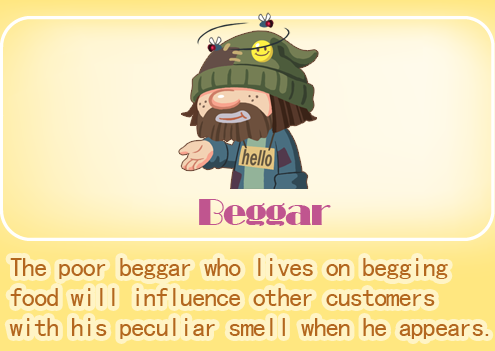 hello
Beggar
The poor beggar who lives on begging
food will influence other customers
with his peculiar smell when he appears.